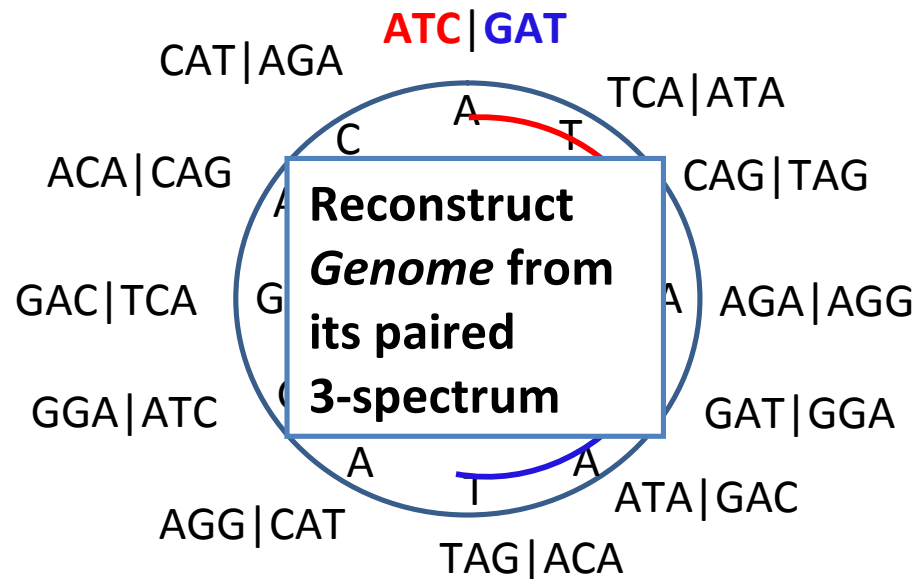 ATC|GAT
CAT|AGA
TCA|ATA
A
T
C
ACA|CAG
CAG|TAG
Reconstruct
Genome from
its paired
3-spectrum
GAC|TCA
G
A
AGA|AGG
GGA|ATC
GAT|GGA
A
A
T
ATA|GAC
AGG|CAT
TAG|ACA